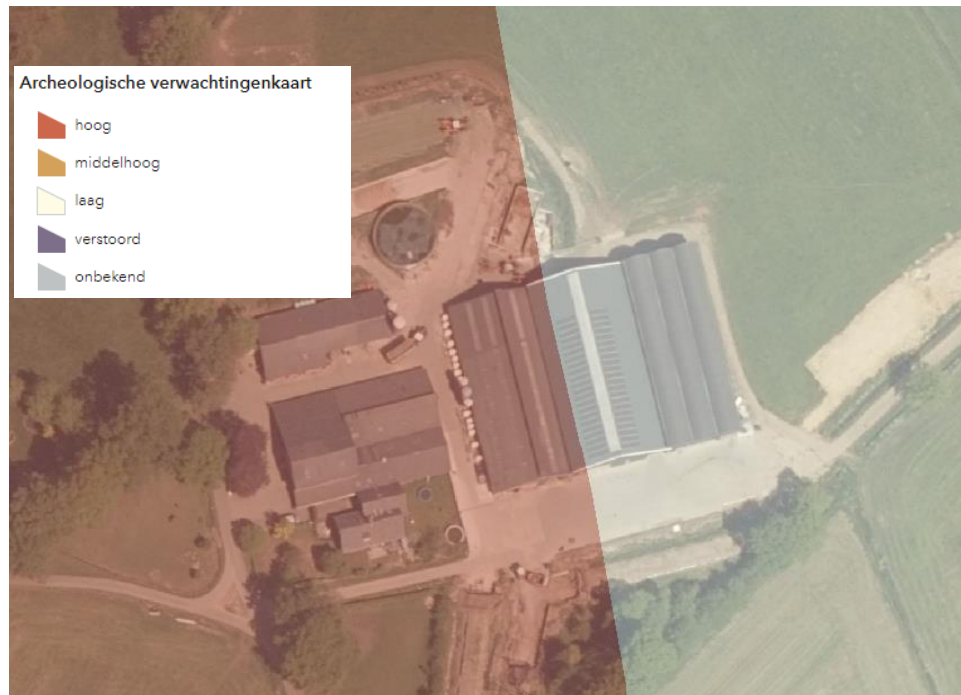 Archeologische verwachtingenkaart
hoog
middelhoog
laag
verstoord
onbekend